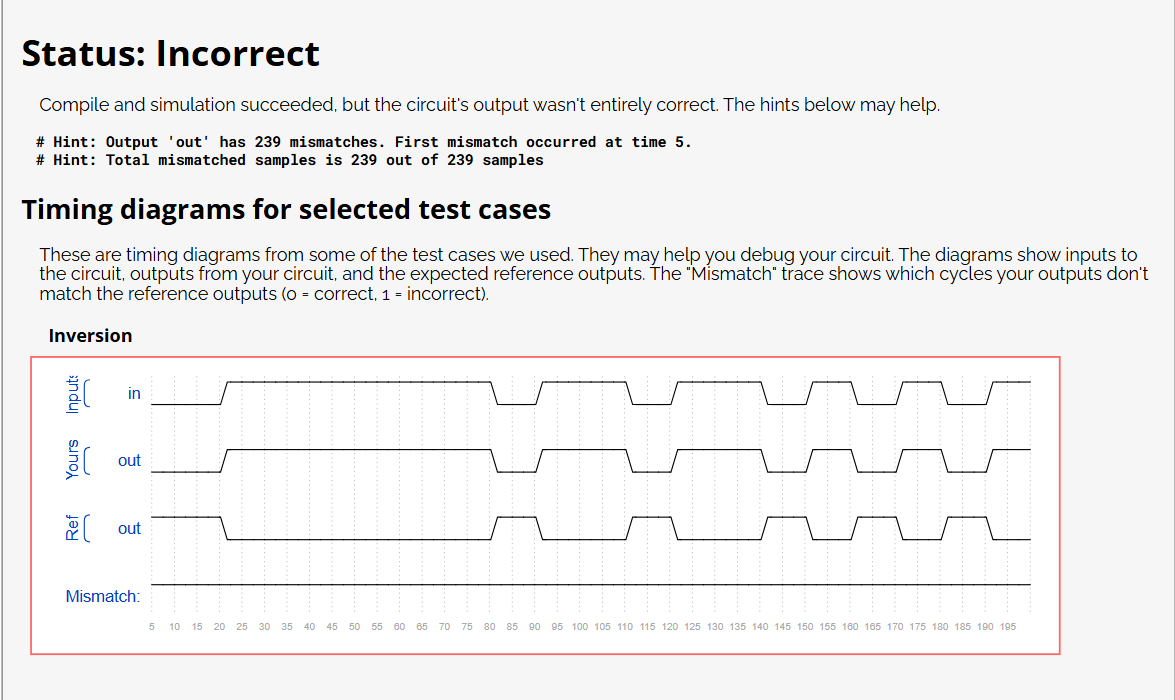 Status: Incorrect
Compile and simulation succeeded, but the circuit's output wasn't entirely correct. The hints below may help.
# Hint: Output 'out' has 239 mismatches. First mismatch occurred at time 5.
# Hint: Total mismatched samples is 239 out of 239 samples
Timing diagrams for selected test cases
These are timing diagrams from some of the test cases we used. They may help you debug your circuit. The diagrams show inputs to
the circuit, outputs from your circuit, and the expected reference outputs. The "Mismatch" trace shows which cycles your outputs don't
match the reference outputs (0 = correct, 1 = incorrect).
Inversion
Inputs in
Yours out
Ref out
Mismatch:
5 10 15 20 25 30 35 40 45 50 55 60 65 70 75 80 85 90 95 100 105 110 115 120 125 130 135 140 145 150 155 160 165 170 175 180 185 190 195